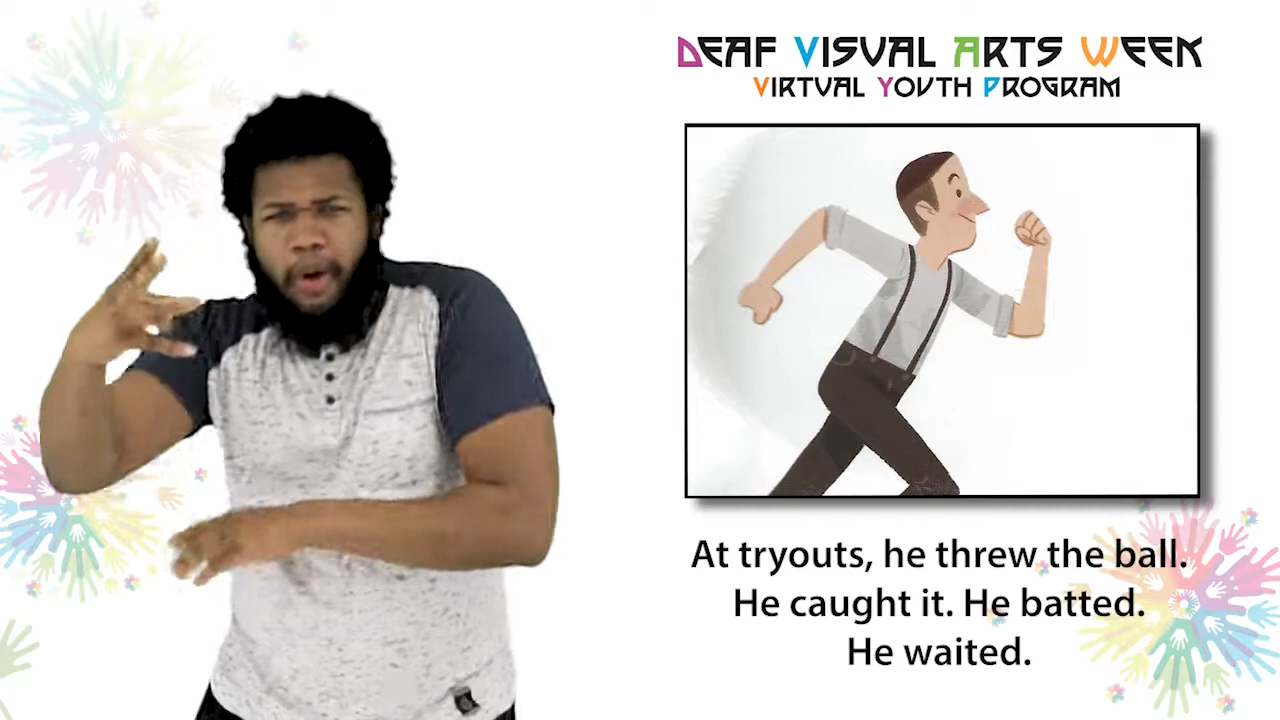 DEAF VISUAL ARTS WEEK
VIRTUAL YOUTH PROGRAM
At tryouts, he threw the ball.
He caught it. He batted.
He waited.